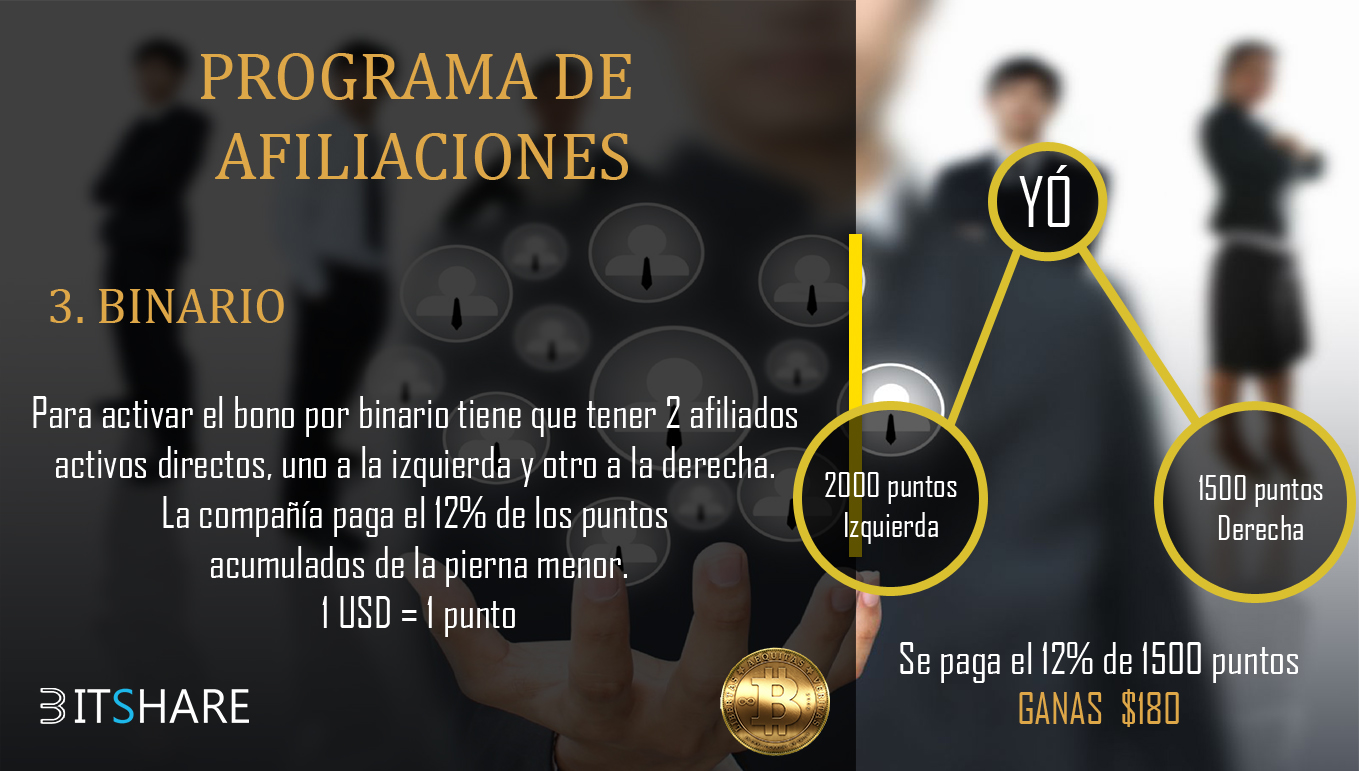 PROGRAMA DE
AFILIACIONES
3. BINARIO
Para activar el bono por binario tiene que tener 2 afiliados
activos directos, uno a la izquierda y otro a la derecha.
La compañía paga el 12% de los puntos
acumulados de la pierna menor.
1 USD = 1 punto
BITSHARE
LIBERTAS AEQUITAS VERITAS
YÓ
2000 puntos
Izquierda
1500 puntos
Derecha
Se paga el 12% de 1500 puntos
GANAS $180